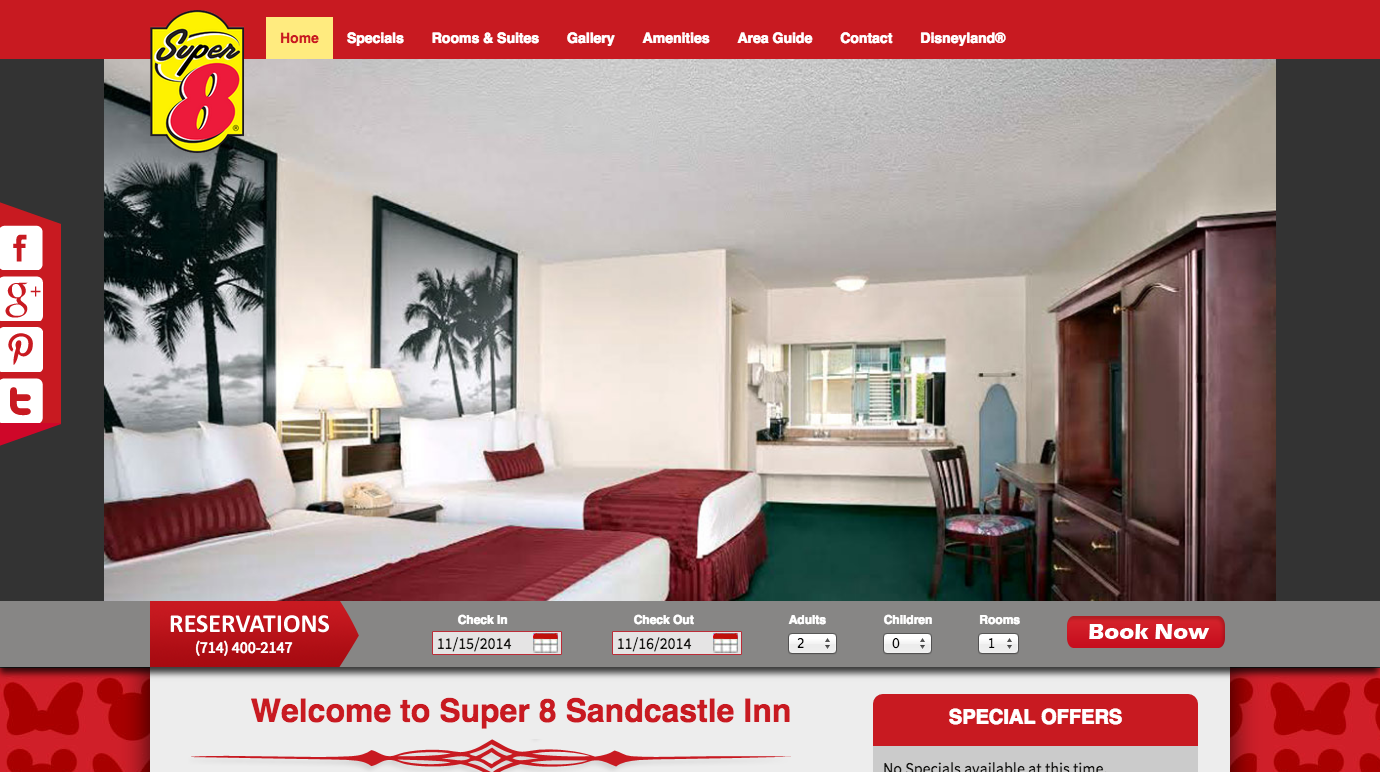 Super
8
®
Home Specials Rooms & Suites Gallery Amenities Area Guide Contact Disneyland®
f
g+
RESERVATIONS
(714) 400-2147
Check In
11/15/2014
Check Out
11/16/2014
Adults
2
Children
0
Rooms
1
Book Now
Welcome to Super 8 Sandcastle Inn
SPECIAL OFFERS
No Specials available at this time